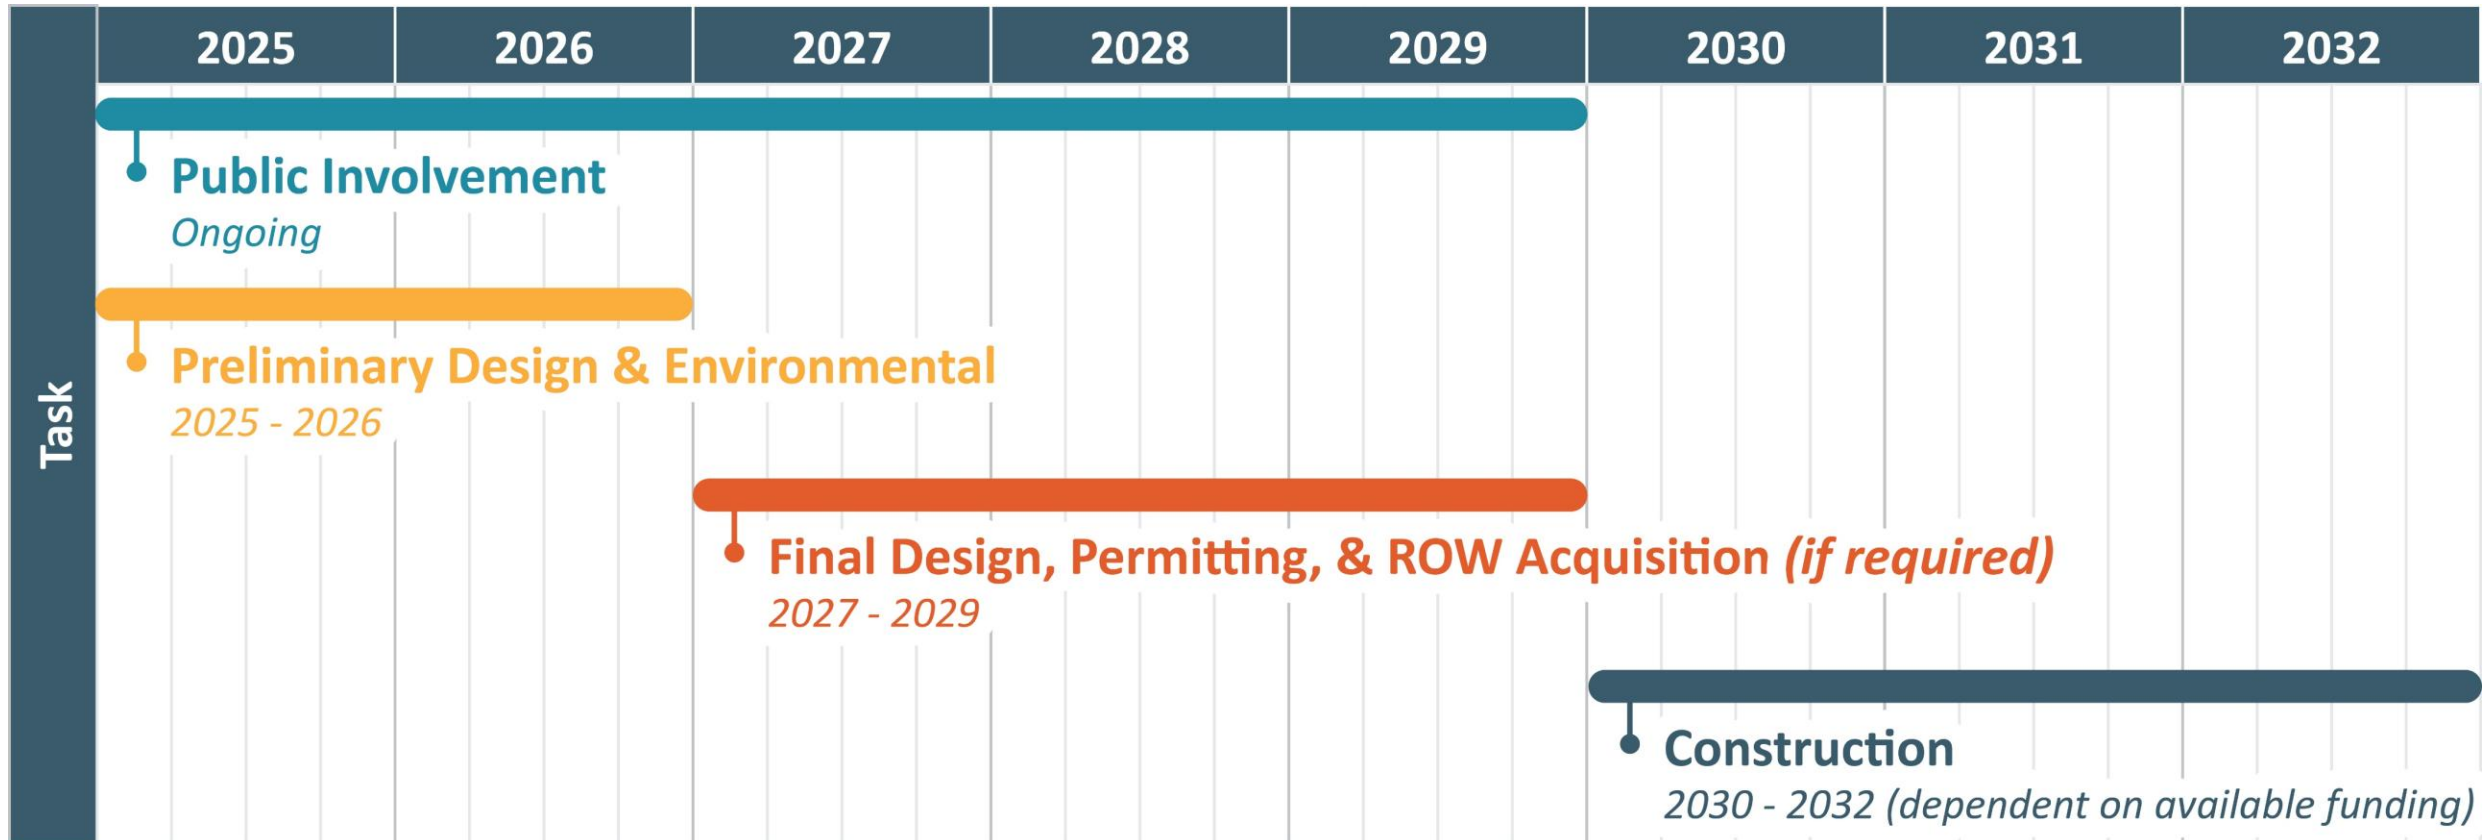 2025 2026 2027 2028 2029 2030 2031 2032
Task
Public Involvement
Ongoing
Preliminary Design & Environmental
2025 - 2026
Final Design, Permitting, & ROW Acquisition (if required)
2027 - 2029
Construction
2030 - 2032 (dependent on available funding)